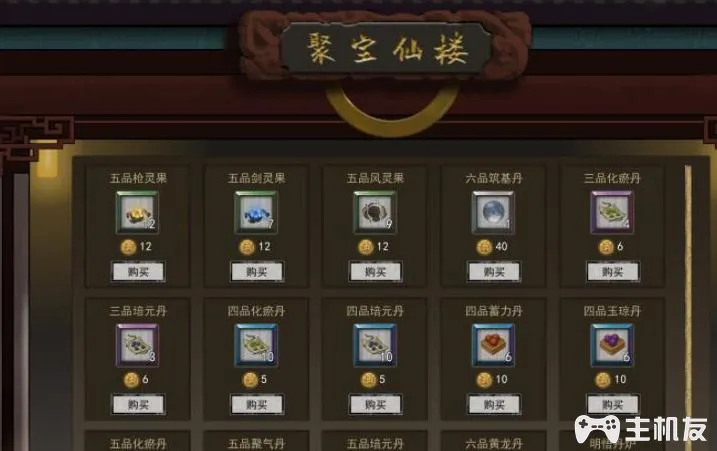 聚宝仙楼
五品枪灵果 五品剑灵果 五品风灵果 六品筑基丹 三品化瘀丹
12 7 9 1 4
12 12 12 40 6
购买 购买 购买 购买 购买
三品培元丹 四品化瘀丹 四品培元丹 四品蓄力丹 四品玉琼丹
3 10 10 6 6
6 5 5 10 10
购买 购买 购买 购买 购买
五品化瘀丹 五品聚气丹 五品培元丹 六品黄龙丹 明悟丹炉
主机友